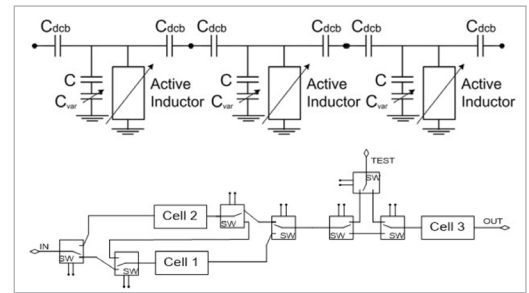 Cdcb Cdcb Cdcb Cdcb Cdcb Cdcb
C Active C Active C Active
Cvar Inductor Cvar Inductor Cvar Inductor
TEST
SW
Cell 2 SW SW SW SW Cell 3 OUT
IN SW SW Cell 1